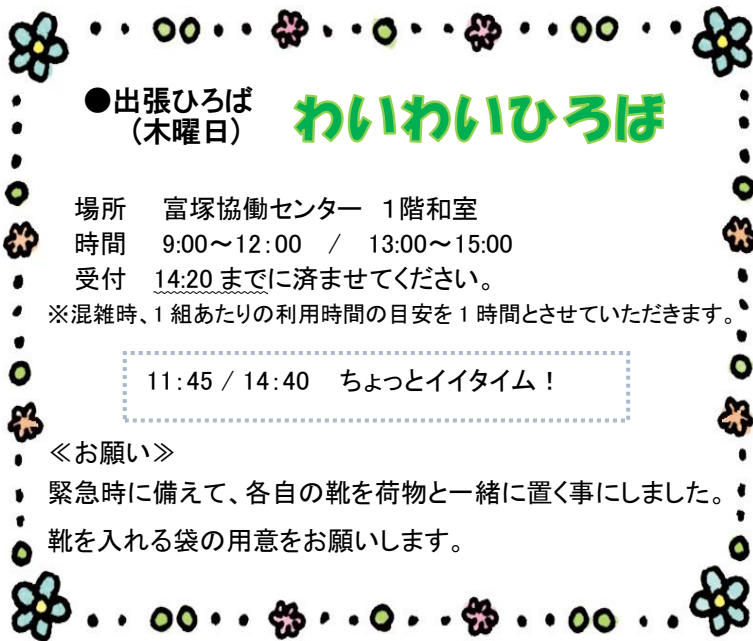 ●出張ひろば
(木曜日)
わいわいひろば
場所 富塚協働センター 1階和室
時間 9:00~12:00 / 13:00~15:00
受付 14:20 までに済ませてください。
※混雑時、1 組あたりの利用時間の目安を 1 時間とさせていただきます。
11:45 / 14:40 ちょっとイイタイム!
≪お願い≫
緊急時に備えて、各自の靴を荷物と一緒に置く事にしました。
靴を入れる袋の用意をお願いします。